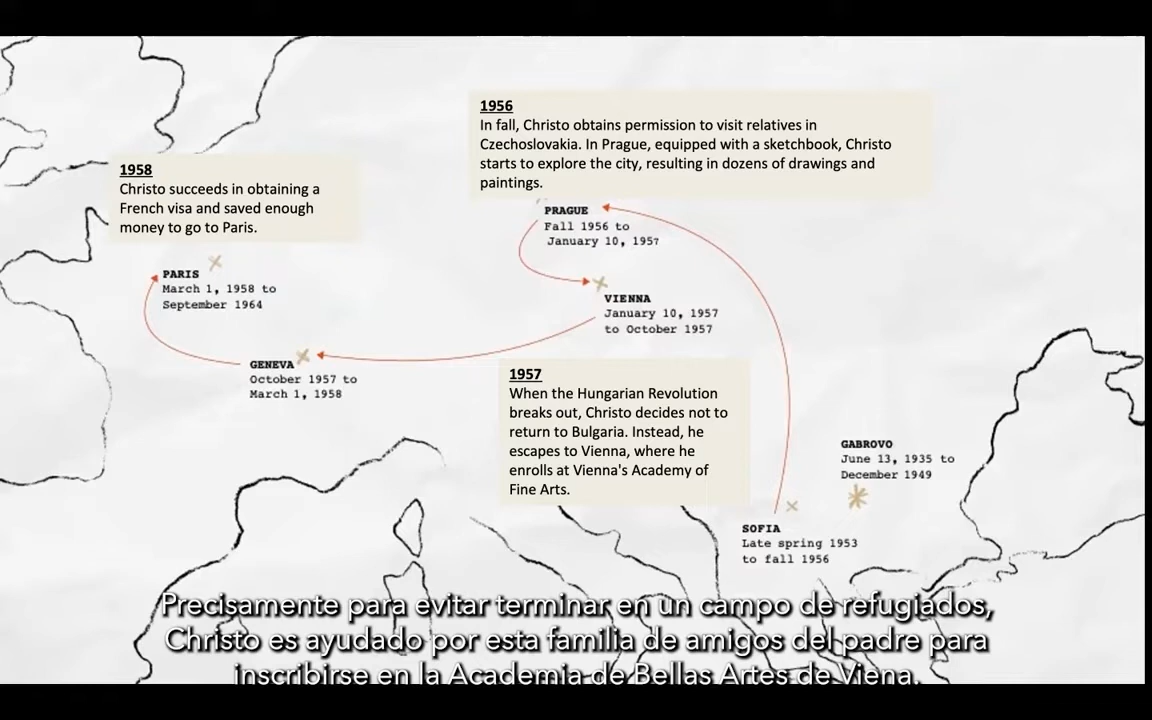 1956
In fall, Christo obtains permission to visit relatives in
Czechoslovakia. In Prague, equipped with a sketchbook, Christo
starts to explore the city, resulting in dozens of drawings and
paintings.
1958
Christo succeeds in obtaining a
French visa and saved enough
money to go to Paris.
PRAGUE
Fall 1956 to
January 10, 1957
PARIS
March 1, 1958 to
September 1964
VIENNA
January 10, 1957
to October 1957
GENEVA
October 1957 to
March 1, 1958
1957
When the Hungarian Revolution
breaks out, Christo decides not to
return to Bulgaria. Instead, he
escapes to Vienna, where he
enrolls at Vienna's Academy of
Fine Arts.
GABROVO
June 13, 1935 to
December 1949
SOFIA
Late spring 1953
to fall 1956
Precisamente para evitar terminar en un campo de refugiados,
Christo es ayudado por esta familia de amigos del padre para
inscribirse en la Academia de Bellas Artes de Viena.